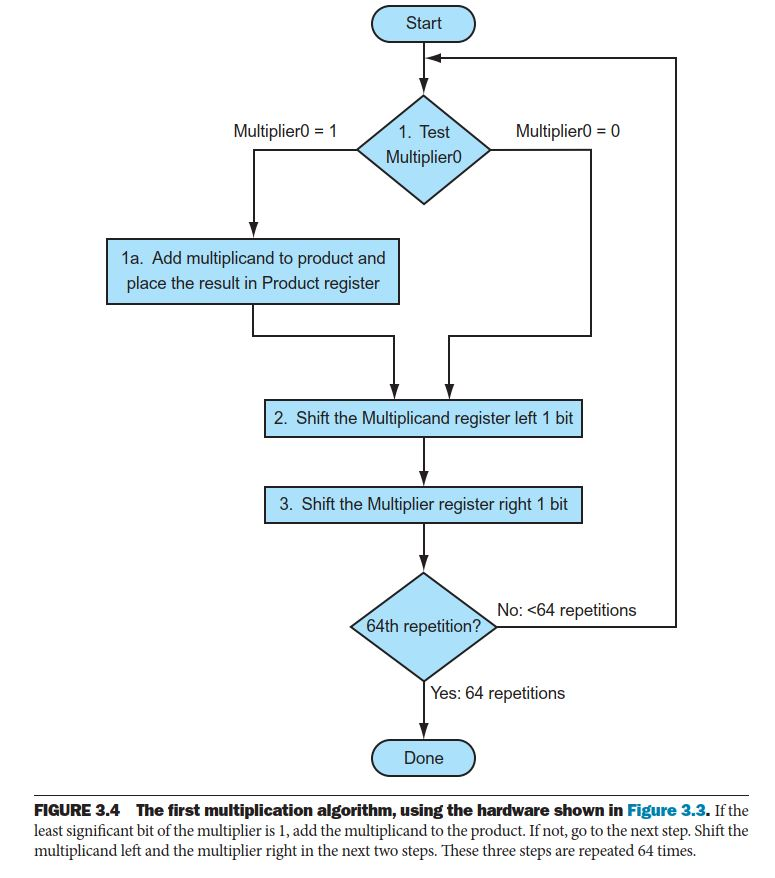 Start
Multiplier0 = 1
1. Test
Multiplier0
Multiplier0 = 0
1a. Add multiplicand to product and
place the result in Product register
2. Shift the Multiplicand register left 1 bit
3. Shift the Multiplier register right 1 bit
64th repetition?
No: <64 repetitions
Yes: 64 repetitions
Done
FIGURE 3.4 The first multiplication algorithm, using the hardware shown in Figure 3.3. If the
least significant bit of the multiplier is 1, add the multiplicand to the product. If not, go to the next step. Shift the
multiplicand left and the multiplier right in the next two steps. These three steps are repeated 64 times.